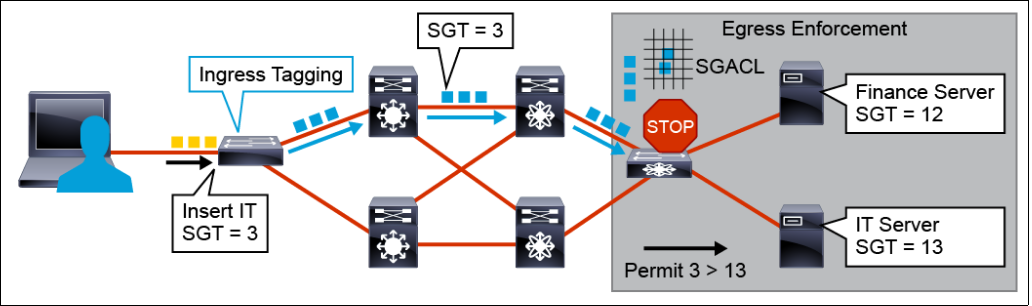 SGT = 3
Egress Enforcement
Ingress Tagging
SGACL
STOP
Finance Server
SGT = 12
Insert IT
SGT = 3
IT Server
SGT = 13
Permit 3 > 13